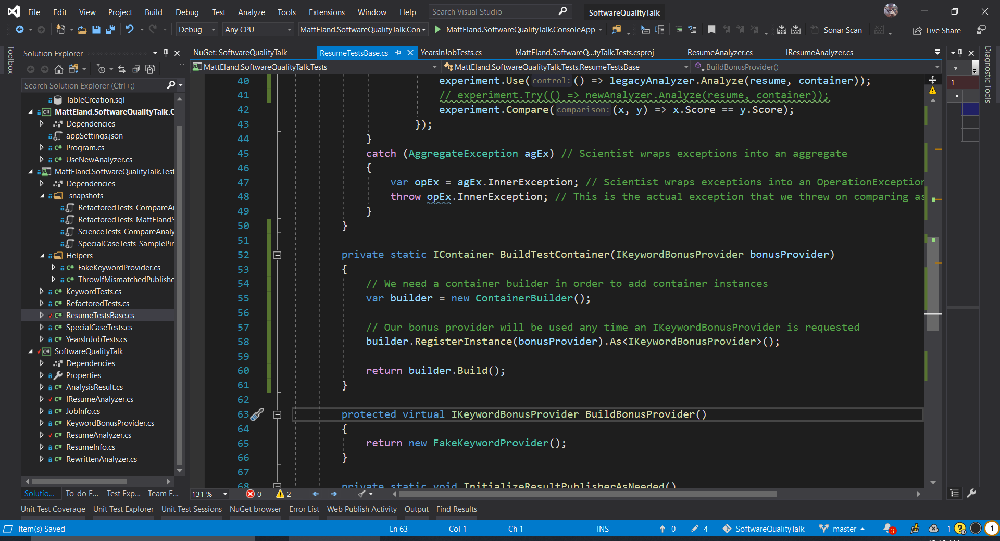 File Edit View Project Build Debug Test Analyze Tools Extensions Window Help Search Visual Studio SoftwareQualityTalk
Debug Any CPU MattEland.SoftwareQualityTalk.Con MattEland.SoftwareQualityTalk.ConsoleApp Sonar Scan Live Share
Toolbox
Solution Explorer
Search Solution Explorer (Ctrl+;)
TableCreation.sql
MattEland.SoftwareQualityTalk.C
Dependencies
appSettings.json
Program.cs
UseNewAnalyzer.cs
MattEland.SoftwareQualityTalk.Test
Dependencies
_snapshots
RefactoredTests_CompareAn
RefactoredTests_MattElandS
ScienceTests_CompareAnaly
SpecialCaseTests_SamplePin
Helpers
FakeKeywordProvider.cs
ThrowIfMismatchedPublishe
KeywordTests.cs
RefactoredTests.cs
ResumeTestsBase.cs
SpecialCaseTests.cs
YearsInJobTests.cs
SoftwareQualityTalk
Dependencies
Properties
AnalysisResult.cs
IResumeAnalyzer.cs
JobInfo.cs
KeywordBonusProvider.cs
ResumeAnalyzer.cs
ResumeInfo.cs
RewrittenAnalyzer.cs
Solutio... To-do E... Test Exp... Team E...
NuGet: SoftwareQualityTalk ResumeTestsBase.cs YearsInJobTests.cs MattEland.SoftwareQ...tyTalk.Tests.csproj ResumeAnalyzer.cs IResumeAnalyzer.cs
MattEland.SoftwareQualityTalk.Tests MattEland.SoftwareQualityTalk.Tests.ResumeTestsBase BuildBonusProvider()
40 experiment.Use(control: () => legacyAnalyzer.Analyze(resume, container));
41 // experiment.Try(() => newAnalyzer.Analyze(resume, container));
42 experiment.Compare(comparison: (x, y) => x.Score == y.Score);
43 });
44 }
45 catch (AggregateException agEx) // Scientist wraps exceptions into an aggregate
46 {
47 var opEx = agEx.InnerException; // Scientist wraps exceptions into an OperationException
48 throw opEx.InnerException; // This is the actual exception that we threw on comparing as
49 }
50 }
51
52 private static IContainer BuildTestContainer(IKeywordBonusProvider bonusProvider)
53 {
54 // We need a container builder in order to add container instances
55 var builder = new ContainerBuilder();
56
57 // Our bonus provider will be used any time an IKeywordBonusProvider is requested
58 builder.RegisterInstance(bonusProvider).As<IKeywordBonusProvider>();
59
60 return builder.Build();
61 }
62
63 protected virtual IKeywordBonusProvider BuildBonusProvider()
64 {
65 return new FakeKeywordProvider();
66 }
67
68 private static void InitializeResultPublisherAsNeeded()
131 % 0 2
1
Diagnostic Tools
Unit Test Coverage Unit Test Explorer Unit Test Sessions NuGet browser Error List Web Publish Activity Output Find Results
Item(s) Saved Ln 63 Col 1 Ch 1 INS 0 4 SoftwareQualityTalk master 3 1 1